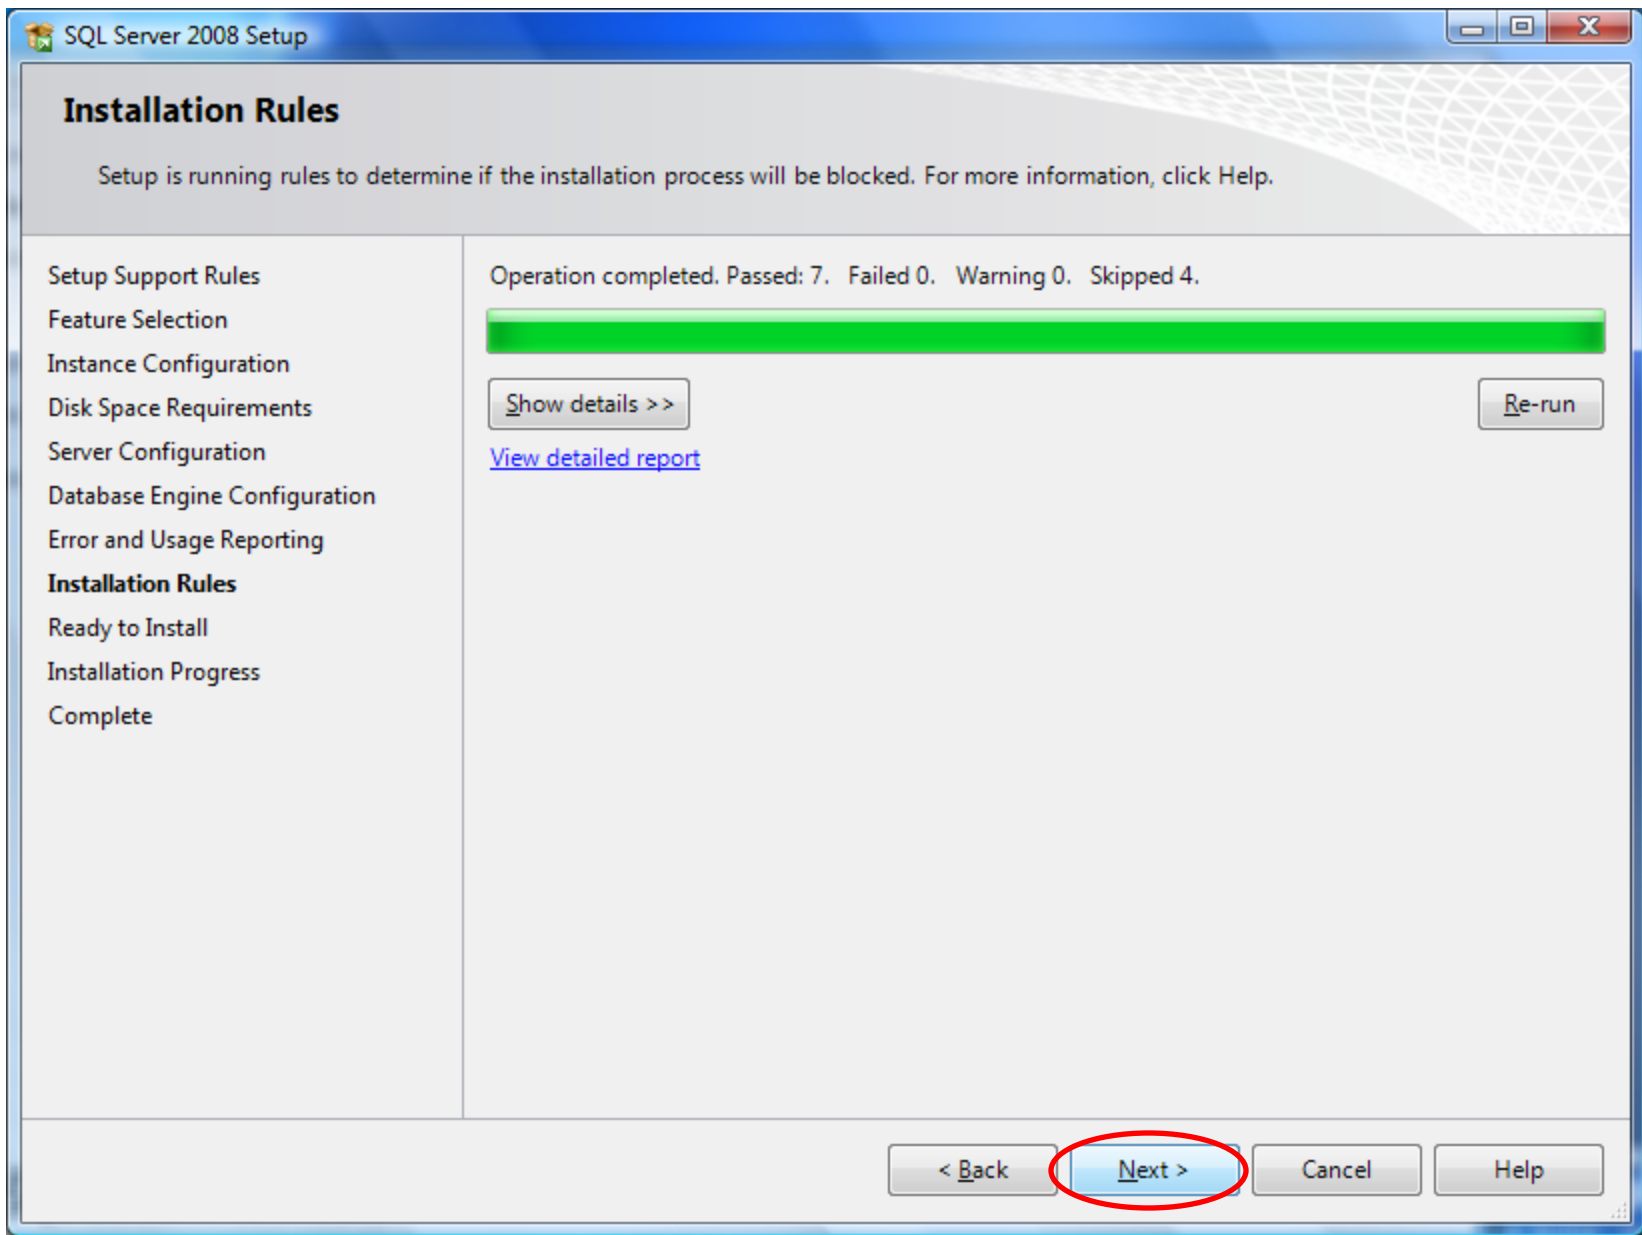 SQL Server 2008 Setup
Installation Rules
Setup is running rules to determine if the installation process will be blocked. For more information, click Help.
Setup Support Rules
Feature Selection
Instance Configuration
Disk Space Requirements
Server Configuration
Database Engine Configuration
Error and Usage Reporting
Installation Rules
Ready to Install
Installation Progress
Complete
Operation completed. Passed: 7.   Failed 0.   Warning 0.   Skipped 4.
Show details >>
Re-run
View detailed report
< Back
Next >
Cancel
Help